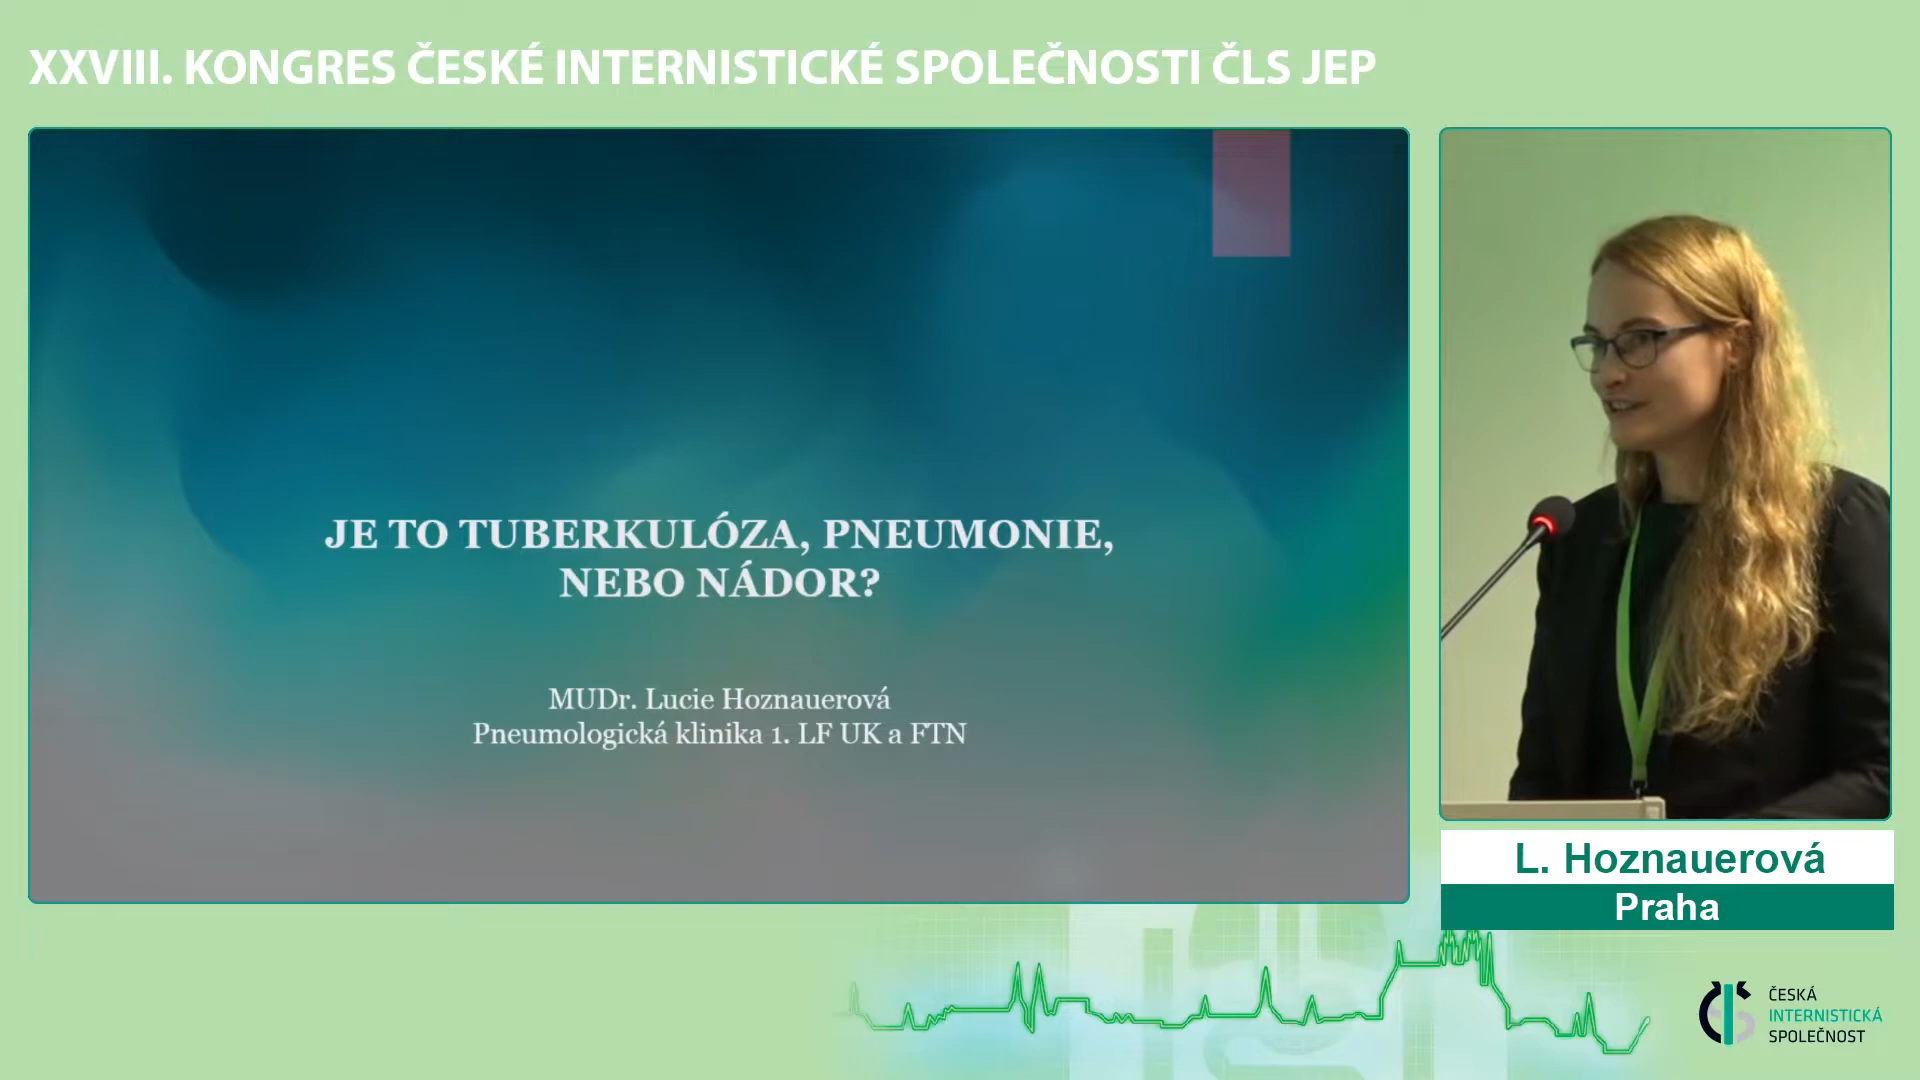 XXVIII. KONGRES ČESKÉ INTERNISTICKÉ SPOLEČNOSTI ČLS JEP
JE TO TUBERKULÓZA, PNEUMONIE,
NEBO NÁDOR?
MUDr. Lucie Hoznauerová
Pneumologická klinika 1. LF UK a FTN
L. Hoznauerová
Praha
ČESKÁ
INTERNISTICKÁ
SPOLEČNOST